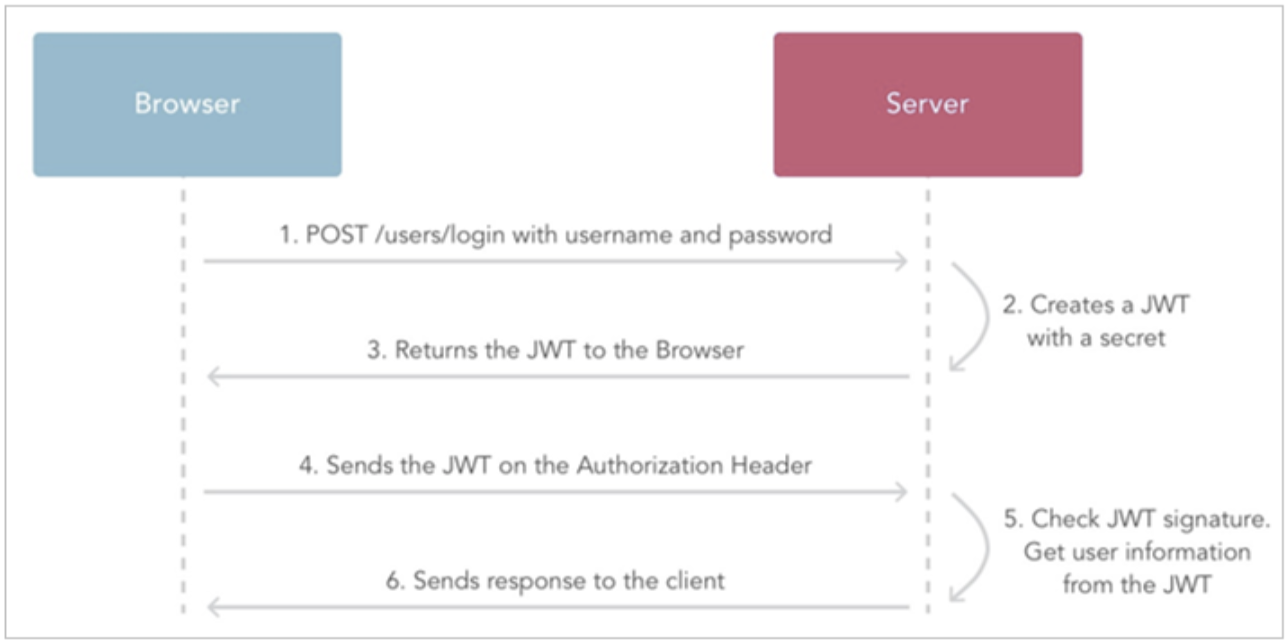 Browser
Server
1. POST /users/login with username and password
2. Creates a JWT
with a secret
3. Returns the JWT to the Browser
4. Sends the JWT on the Authorization Header
5. Check JWT signature.
Get user information
from the JWT
6. Sends response to the client